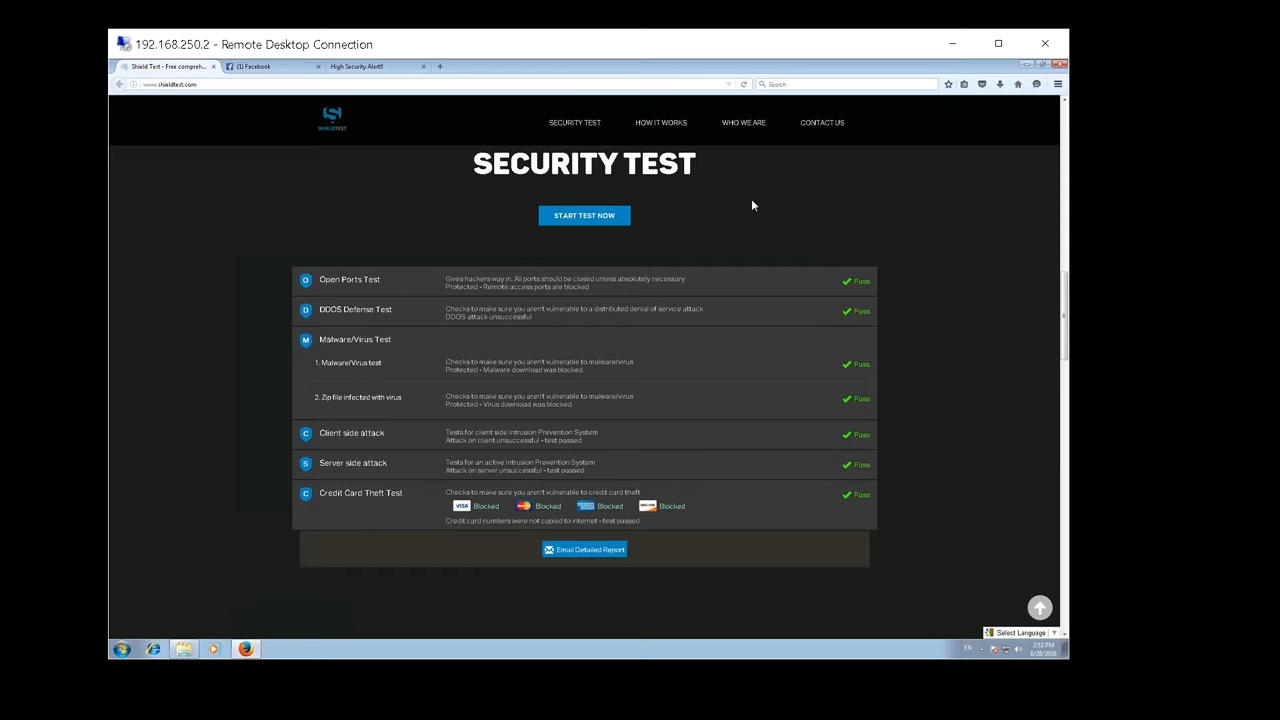 192.168.250.2 - Remote Desktop Connection
Shield Test - Free compreh...
(1) Facebook
High Security Alert!!
www.shieldtest.com
Search
SHIELDTEST
SECURITY TEST
HOW IT WORKS
WHO WE ARE
CONTACT US
SECURITY TEST
START TEST NOW
Open Ports Test
Gives hackers way in. All ports should be closed unless absolutely necessary
Protected - Remote access ports are blocked
Pass
DDOS Defense Test
Checks to make sure you aren't vulnerable to a distributed denial of service attack
DDOS attack unsuccessful
Pass
Malware/Virus Test
1. Malware/Virus test
Checks to make sure you aren't vulnerable to malware/virus
Protected - Malware download was blocked.
Pass
2. Zip file infected with virus
Checks to make sure you aren't vulnerable to malware/virus
Protected - Virus download was blocked.
Pass
Client side attack
Tests for client side Intrusion Prevention System
Attack on client unsuccessful - test passed
Pass
Server side attack
Tests for an active Intrusion Prevention System
Attack on server unsuccessful - test passed
Pass
Credit Card Theft Test
Checks to make sure you aren't vulnerable to credit card theft
Pass
VISA Blocked Blocked Blocked Blocked
Credit card numbers were not copied to internet - test passed
Email Detailed Report
Select Language
EN
2:52 PM
6/28/2016